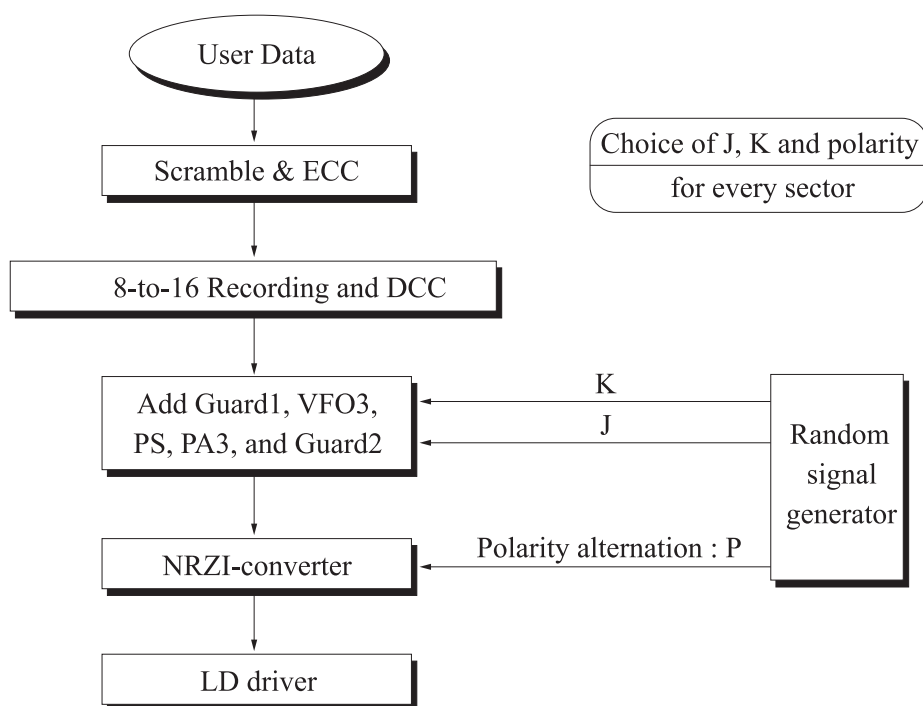 User Data
Scramble & ECC
Choice of J, K and polarity
for every sector
8-to-16 Recording and DCC
Add Guard1, VFO3,
PS, PA3, and Guard2
K
J
Random
signal
generator
Polarity alternation : P
NRZI-converter
LD driver